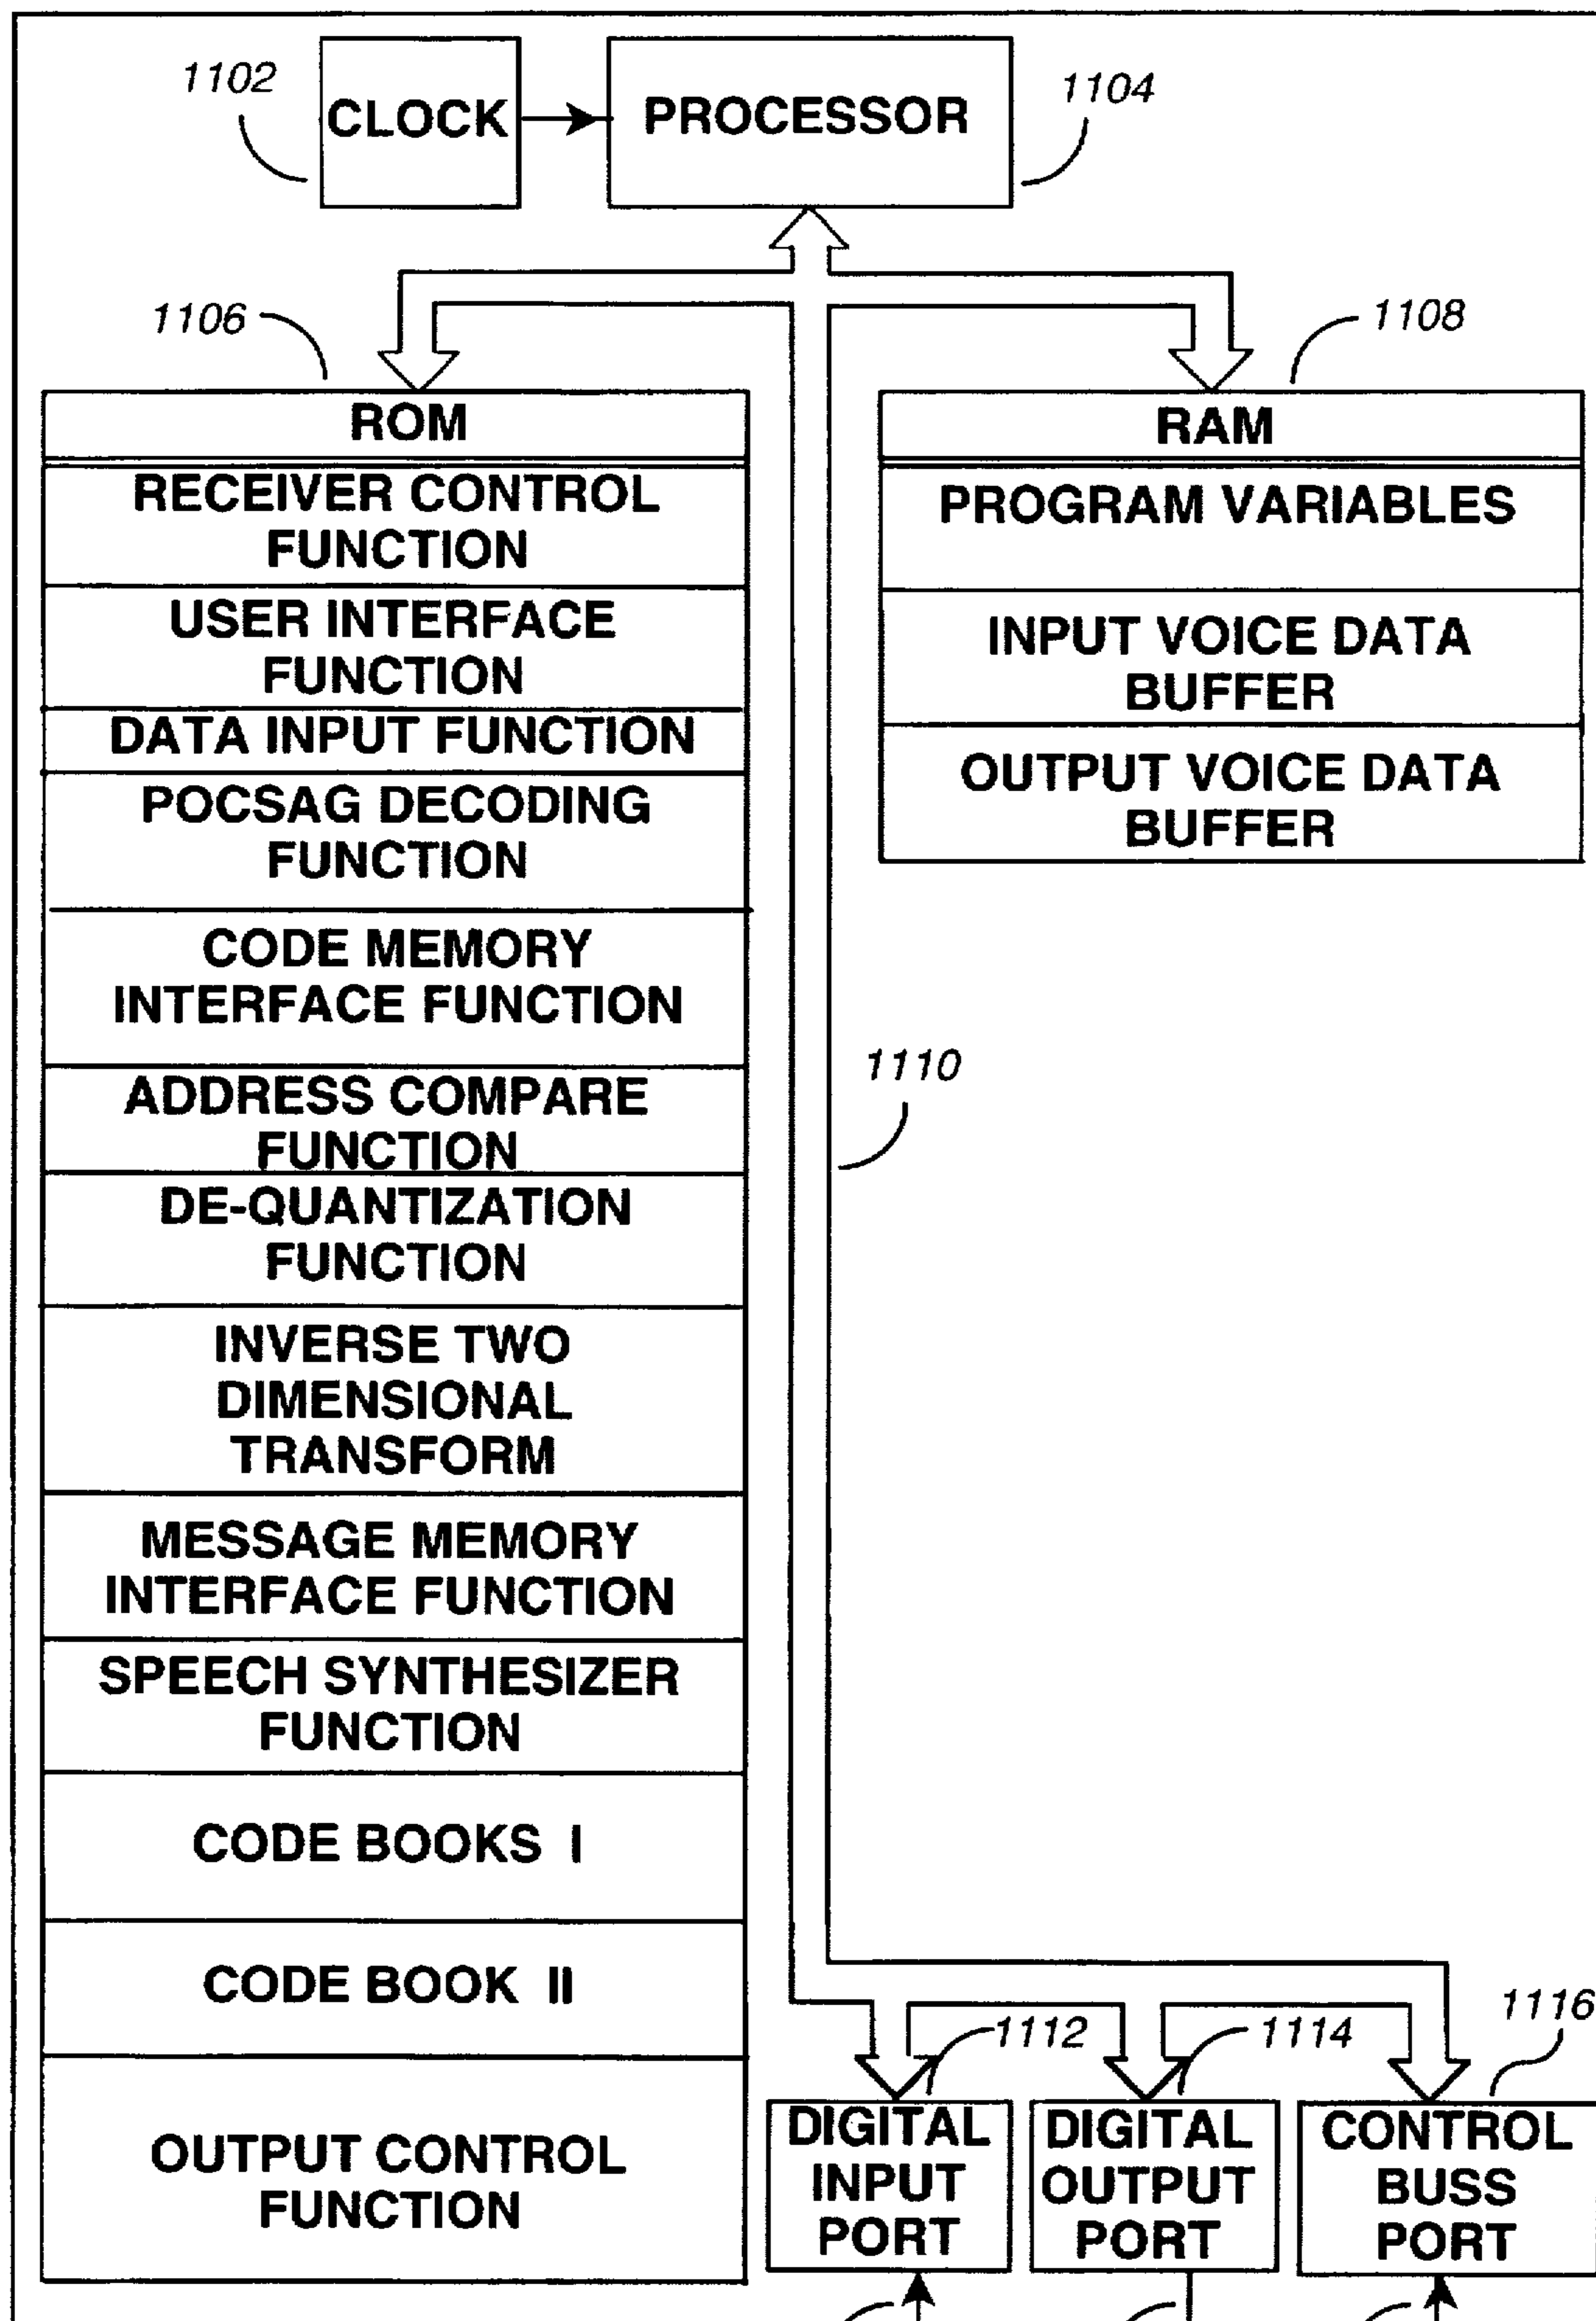 1102
CLOCK
PROCESSOR
1104
1106
1108
ROM
RECEIVER CONTROL
FUNCTION
USER INTERFACE
FUNCTION
DATA INPUT FUNCTION
POCSAG DECODING
FUNCTION
CODE MEMORY
INTERFACE FUNCTION
ADDRESS COMPARE
FUNCTION
DE-QUANTIZATION
FUNCTION
INVERSE TWO
DIMENSIONAL
TRANSFORM
MESSAGE MEMORY
INTERFACE FUNCTION
SPEECH SYNTHESIZER
FUNCTION
CODE BOOKS I
CODE BOOK II
OUTPUT CONTROL
FUNCTION
RAM
PROGRAM VARIABLES
INPUT VOICE DATA
BUFFER
OUTPUT VOICE DATA
BUFFER
1110
1112
1114
1116
DIGITAL
INPUT
PORT
DIGITAL
OUTPUT
PORT
CONTROL
BUSS
PORT